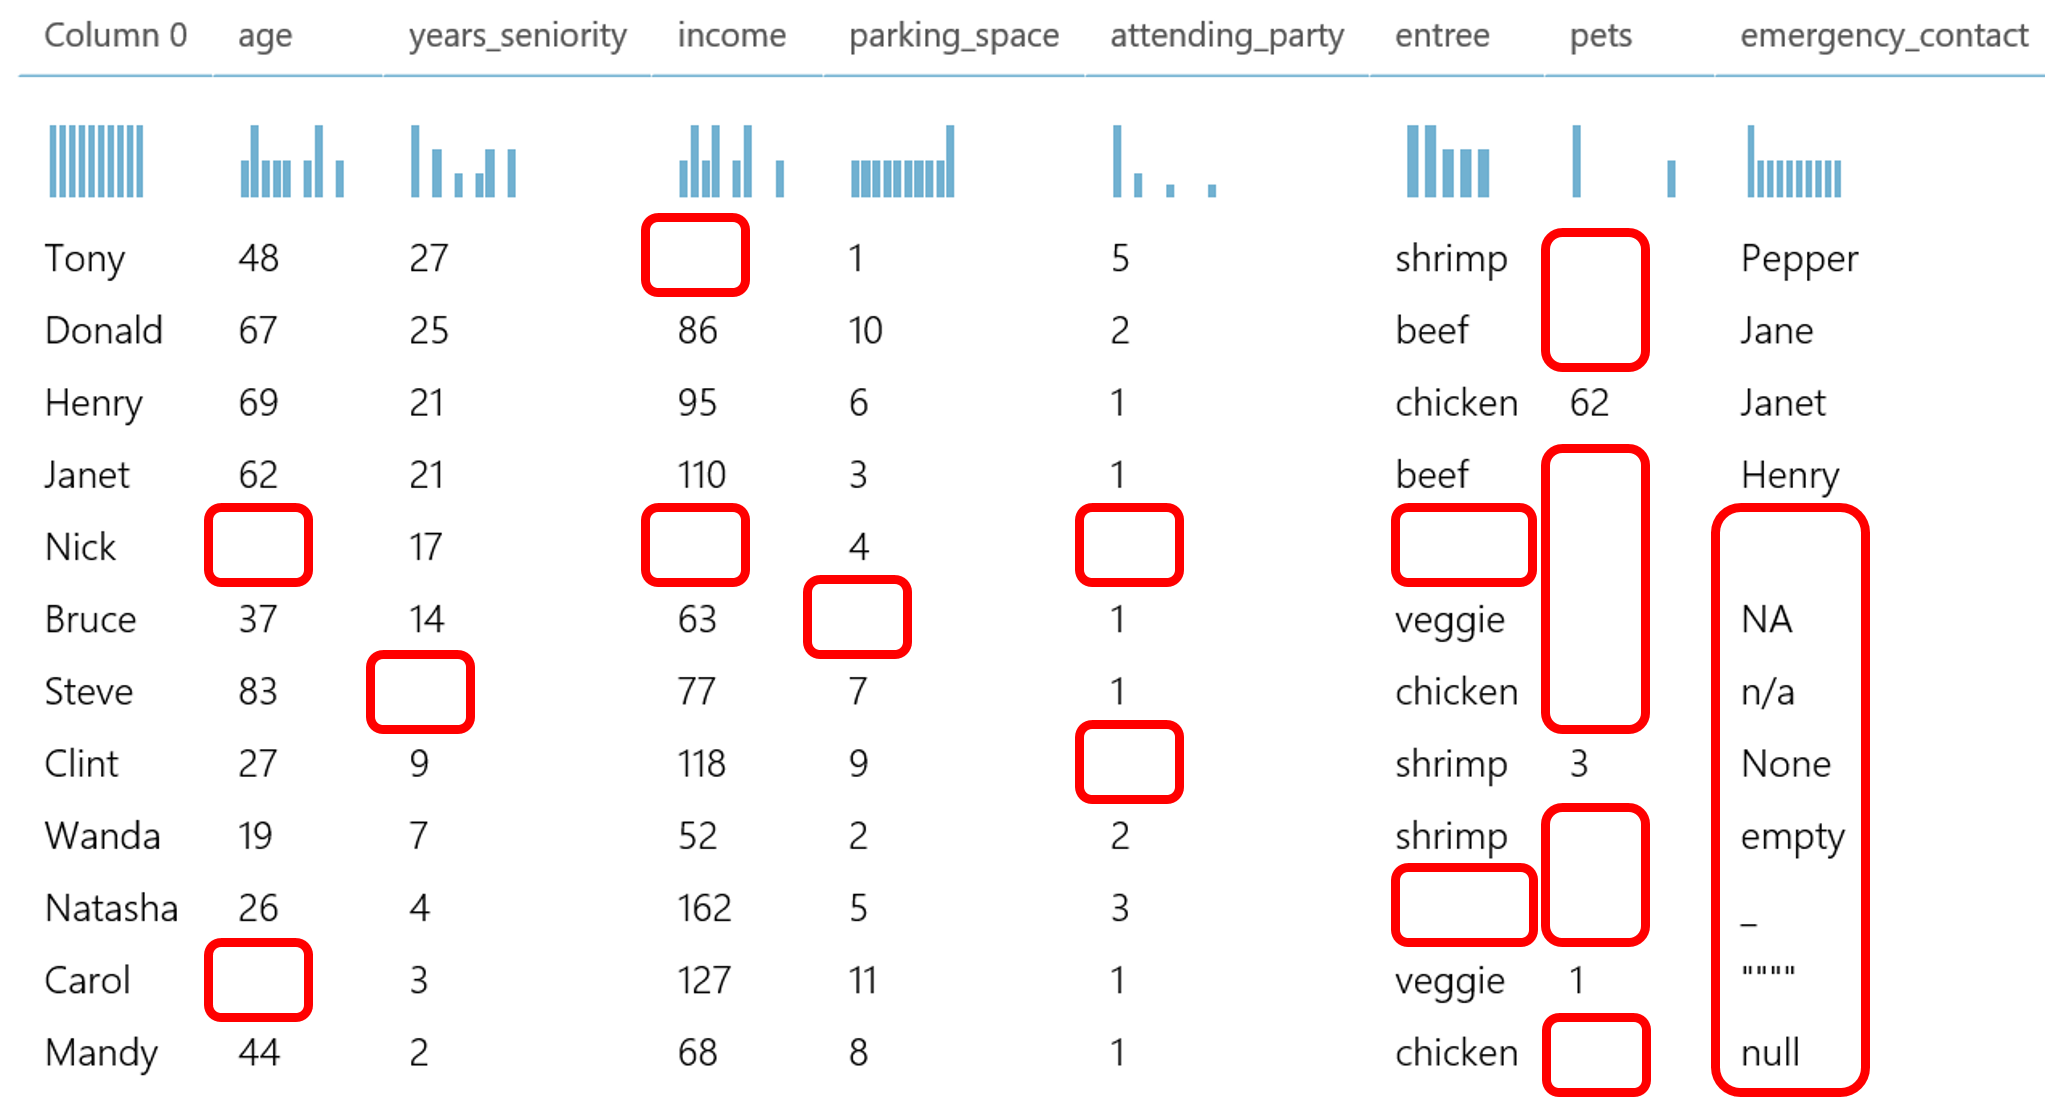 Column 0 age years_seniority income parking_space attending_party entree pets emergency_contact
Tony 48 27 1 5 shrimp Pepper
Donald 67 25 86 10 2 beef Jane
Henry 69 21 95 6 1 chicken 62 Janet
Janet 62 21 110 3 1 beef Henry
Nick 17 4
Bruce 37 14 63 1 veggie NA
Steve 83 77 7 1 chicken n/a
Clint 27 9 118 9 shrimp 3 None
Wanda 19 7 52 2 2 shrimp empty
Natasha 26 4 162 5 3 _
Carol 3 127 11 1 veggie 1 """"
Mandy 44 2 68 8 1 chicken null